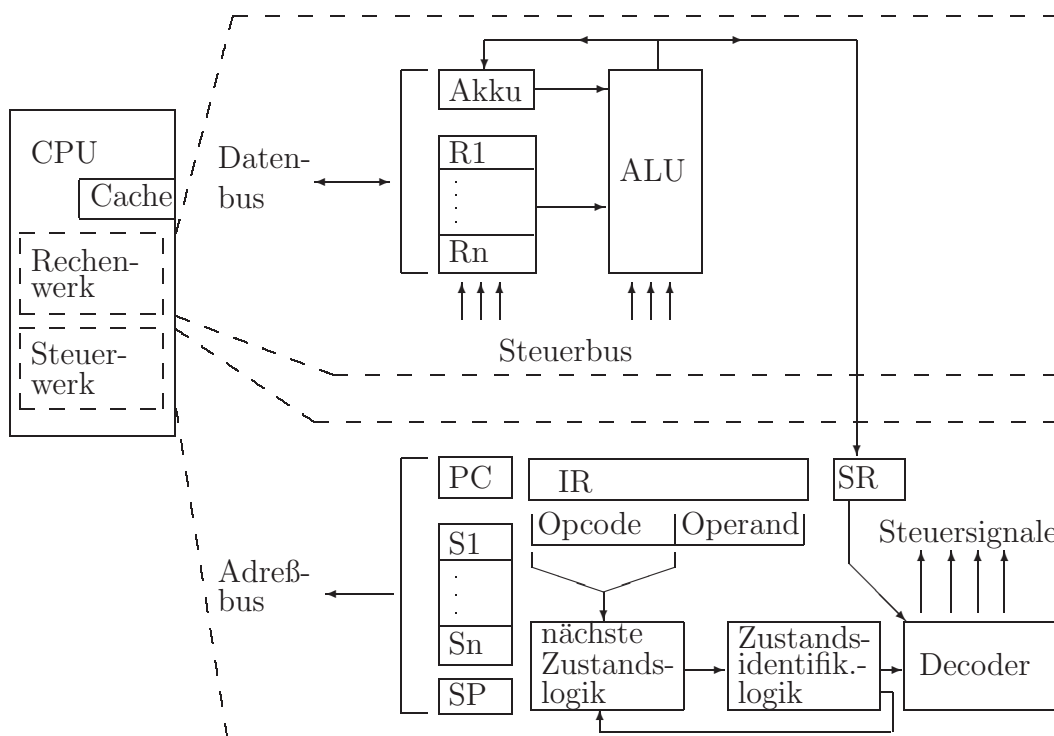 CPU
Cache
Rechen-
werk
Steuer-
werk
Daten-
bus
Akku
R1
Rn
ALU
Steuerbus
Adreß-
bus
PC
S1
Sn
SP
IR
Opcode
Operand
SR
Steuersignale
nächste
Zustands-
logik
Zustands-
identifik.-
logik
Decoder